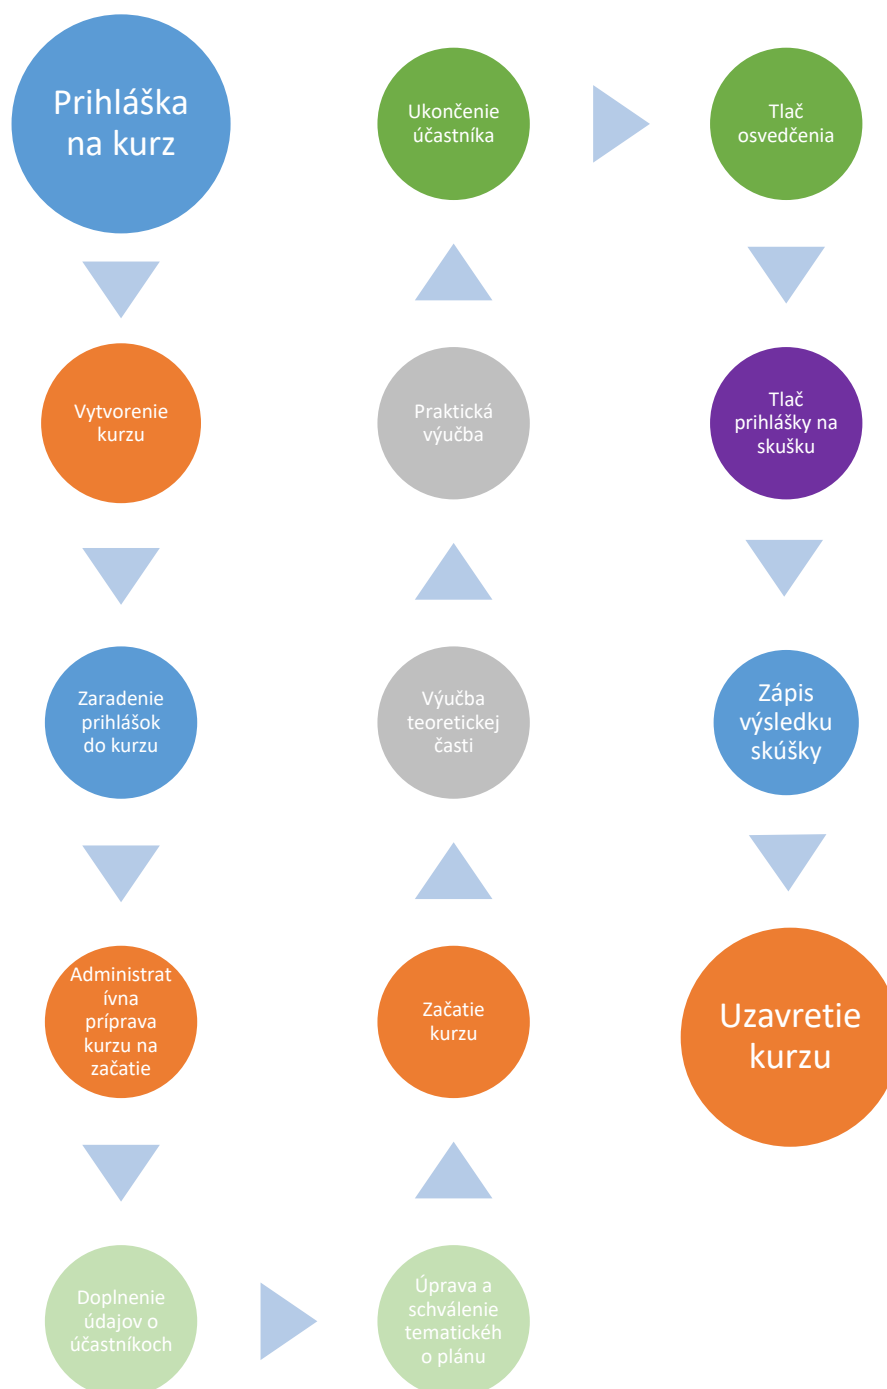 Prihláška
na kurz
Vytvorenie
kurzu
Zaradenie
prihlášok
do kurzu
Administrat
ívna
príprava
kurzu na
začatie
Doplnenie
údajov o
účastníkoch
Úprava a
schválenie
tematickéh
o plánu
Začatie
kurzu
Výučba
teoretickej
časti
Praktická
výučba
Ukončenie
účastníka
Tlač
osvedčenia
Tlač
prihlášky na
skušku
Zápis
výsledku
skúšky
Uzavretie
kurzu